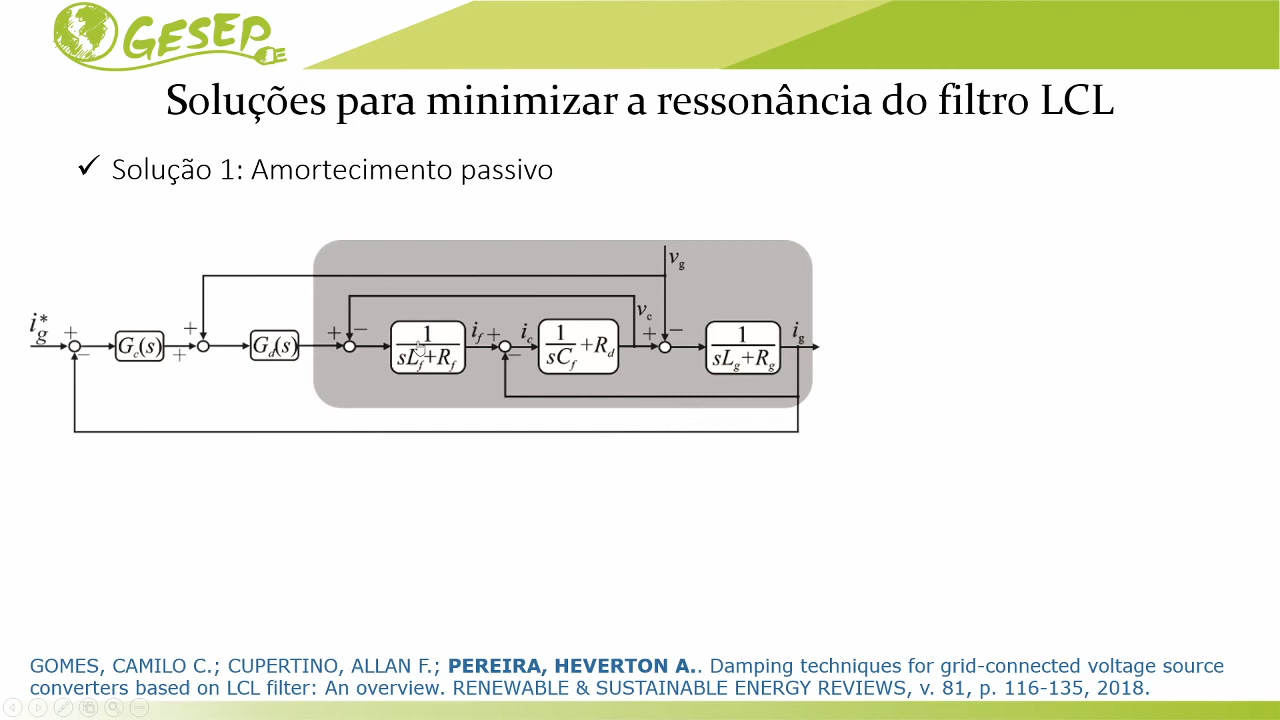 GESEP
Soluções para minimizar a ressonância do filtro LCL
✓ Solução 1: Amortecimento passivo
v_g
v_c
i_g^* + − G_c(s) + + G_d(s) + − 1/(sL_f+R_f) i_f + − i_c 1/(sC_f) +R_d + − 1/(sL_g+R_g) i_g
GOMES, CAMILO C.; CUPERTINO, ALLAN F.; PEREIRA, HEVERTON A.. Damping techniques for grid-connected voltage source
converters based on LCL filter: An overview. RENEWABLE & SUSTAINABLE ENERGY REVIEWS, v. 81, p. 116-135, 2018.